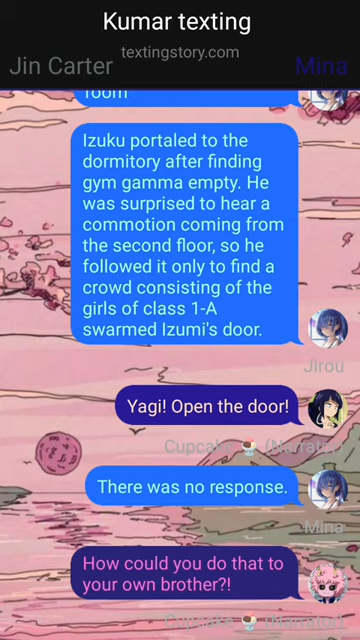 Kumar texting
textingstory.com
Jin Carter
Mina
room
Izuku portaled to the
dormitory after finding
gym gamma empty. He
was surprised to hear a
commotion coming from
the second floor, so he
followed it only to find a
crowd consisting of the
girls of class 1-A
swarmed Izumi's door.
Jirou
Yagi! Open the door!
Cupcake 🍨 (Narrator)
There was no response.
Mina
How could you do that to
your own brother?!
Cupcake 🍨 (Narrator)